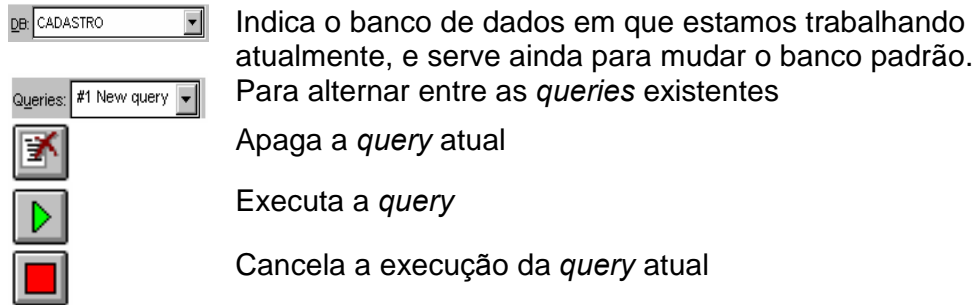 DB: CADASTRO Indica o banco de dados em que estamos trabalhando
atualmente, e serve ainda para mudar o banco padrão.
Queries: #1 New query Para alternar entre as queries existentes
Apaga a query atual
Executa a query
Cancela a execução da query atual